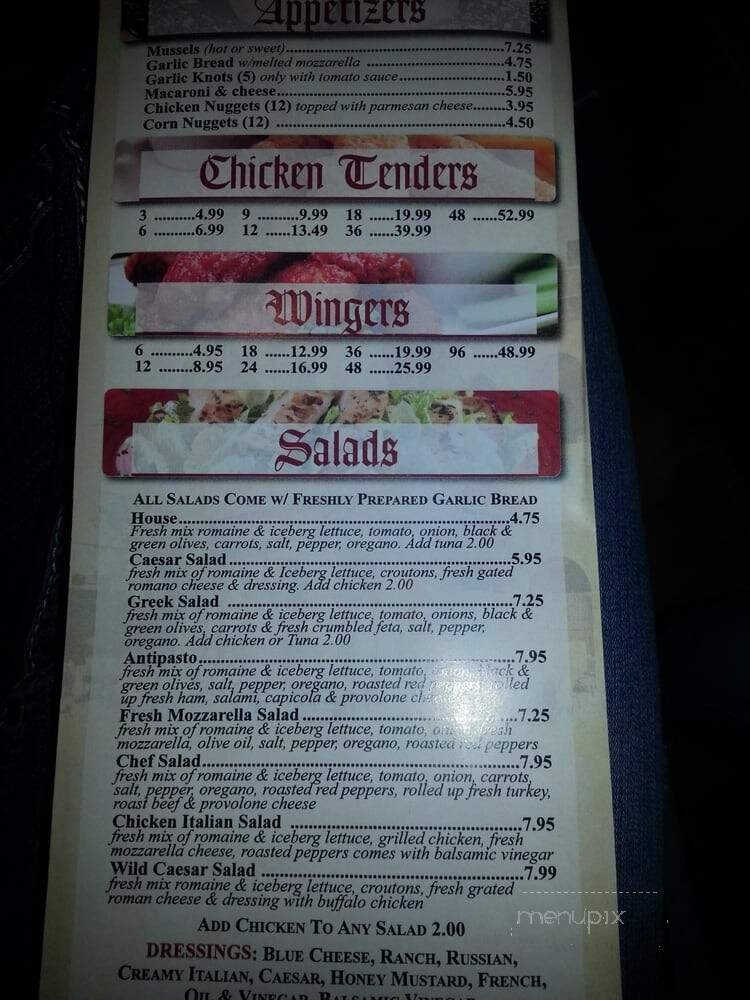 Appetizers
Mussels (hot or sweet)..........7.25
Garlic Bread w/melted mozzarella ..........4.75
Garlic Knots (5) only with tomato sauce..........1.50
Macaroni & cheese..........5.95
Chicken Nuggets (12) topped with parmesan cheese........3.95
Corn Nuggets (12) ..........4.50
Chicken Tenders
3 ..........4.99 9 ..........9.99 18 ......19.99 48 ......52.99
6 ..........6.99 12 ......13.49 36 ......39.99
Wingers
6 ..........4.95 18 ......12.99 36 ......19.99 96 ......48.99
12 ........8.95 24 ......16.99 48 ......25.99
Salads
All Salads Come w/ Freshly Prepared Garlic Bread
House..........4.75
Fresh mix romaine & iceberg lettuce, tomato, onion, black &
green olives, carrots, salt, pepper, oregano. Add tuna 2.00
Caesar Salad..........5.95
fresh mix of romaine & Iceberg lettuce, croutons, fresh gated
romano cheese & dressing. Add chicken 2.00
Greek Salad ..........7.25
fresh mix of romaine & iceberg lettuce, tomato, onions, black &
green olives, carrots & fresh crumbled feta, salt, pepper,
oregano. Add chicken or Tuna 2.00
Antipasto..........7.95
fresh mix of romaine & iceberg lettuce, tomato, onion, black &
green olives, salt, pepper, oregano, roasted red peppers, rolled
up fresh ham, salami, capicola & provolone
Fresh Mozzarella Salad ..........7.25
fresh mix of romaine & iceberg lettuce, tomato, onion, fresh
mozzarella, olive oil, salt, pepper, oregano, roasted red peppers
Chef Salad..........7.95
fresh mix of romaine & iceberg lettuce, tomato, onion, carrots,
salt, pepper, oregano, roasted red peppers, rolled up fresh turkey,
roast beef & provolone cheese
Chicken Italian Salad ..........7.95
fresh mix of romaine & iceberg lettuce, grilled chicken, fresh
mozzarella cheese, roasted peppers comes with balsamic vinegar
Wild Caesar Salad ..........7.99
fresh mix romaine & iceberg lettuce, croutons, fresh grated
roman cheese & dressing with buffalo chicken
Add Chicken To Any Salad 2.00
DRESSINGS: Blue Cheese, Ranch, Russian,
Creamy Italian, Caesar, Honey Mustard, French,
Oil & Vinegar, Balsamic Vinegar
menupix